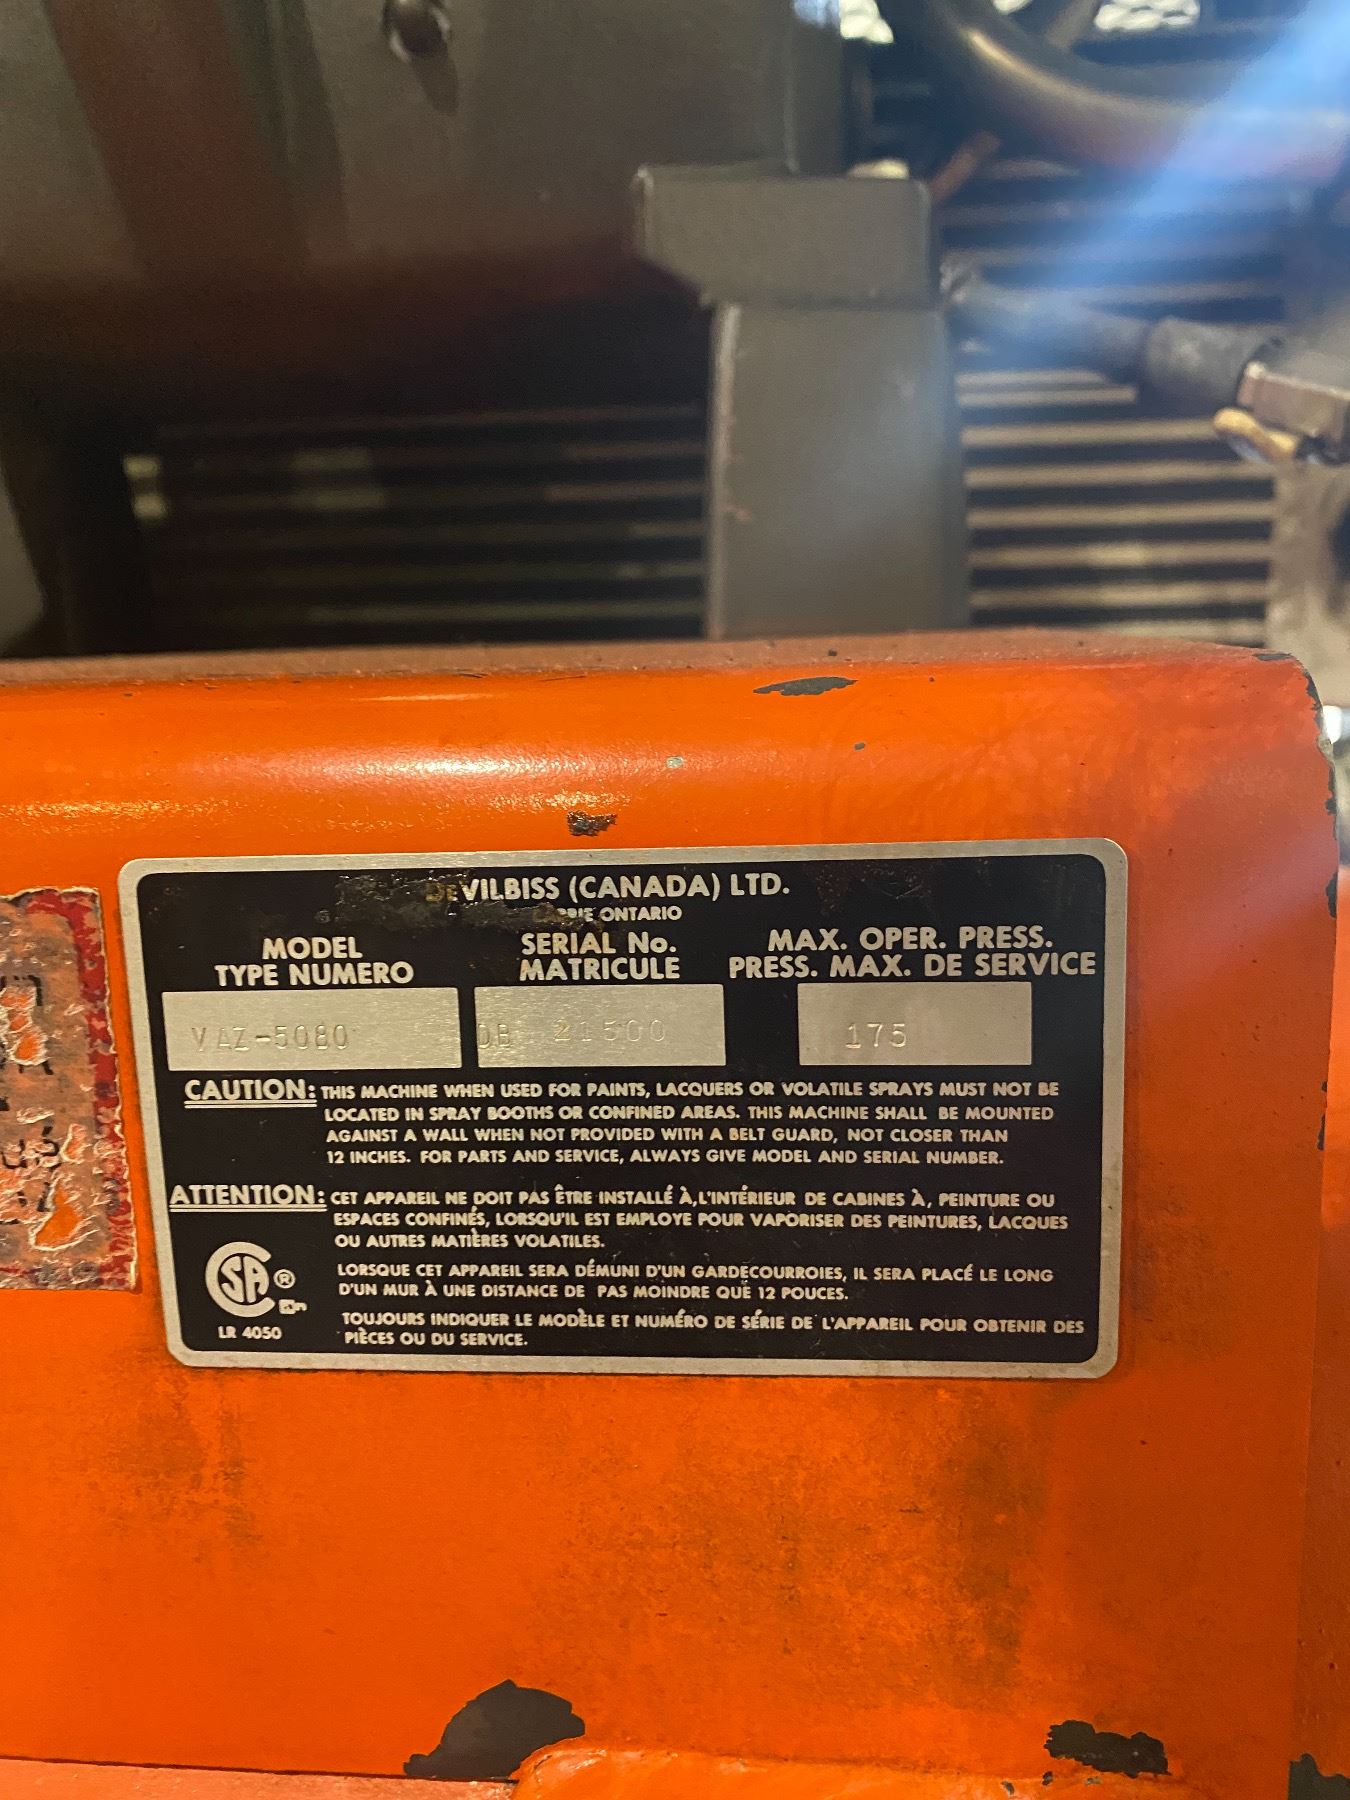 DEVILBISS (CANADA) LTD.
ONTARIO
MODEL
TYPE NUMERO
SERIAL No.
MATRICULE
MAX. OPER. PRESS.
PRESS. MAX. DE SERVICE
VAZ-5080
DB 21500
175
CAUTION: THIS MACHINE WHEN USED FOR PAINTS, LACQUERS OR VOLATILE SPRAYS MUST NOT BE
LOCATED IN SPRAY BOOTHS OR CONFINED AREAS. THIS MACHINE SHALL BE MOUNTED
AGAINST A WALL WHEN NOT PROVIDED WITH A BELT GUARD, NOT CLOSER THAN
12 INCHES. FOR PARTS AND SERVICE, ALWAYS GIVE MODEL AND SERIAL NUMBER.
ATTENTION: CET APPAREIL NE DOIT PAS ÊTRE INSTALLÉ À, L'INTÉRIEUR DE CABINES À, PEINTURE OU
ESPACES CONFINÉS, LORSQU'IL EST EMPLOYE POUR VAPORISER DES PEINTURES, LACQUES
OU AUTRES MATIÈRES VOLATILES.
LORSQUE CET APPAREIL SERA DÉMUNI D'UN GARDECOURROIES, IL SERA PLACÉ LE LONG
D'UN MUR À UNE DISTANCE DE PAS MOINDRE QUE 12 POUCES.
TOUJOURS INDIQUER LE MODÈLE ET NUMÉRO DE SÉRIE DE L'APPAREIL POUR OBTENIR DES
PIÈCES OU DU SERVICE.
SA ®
LR 4050